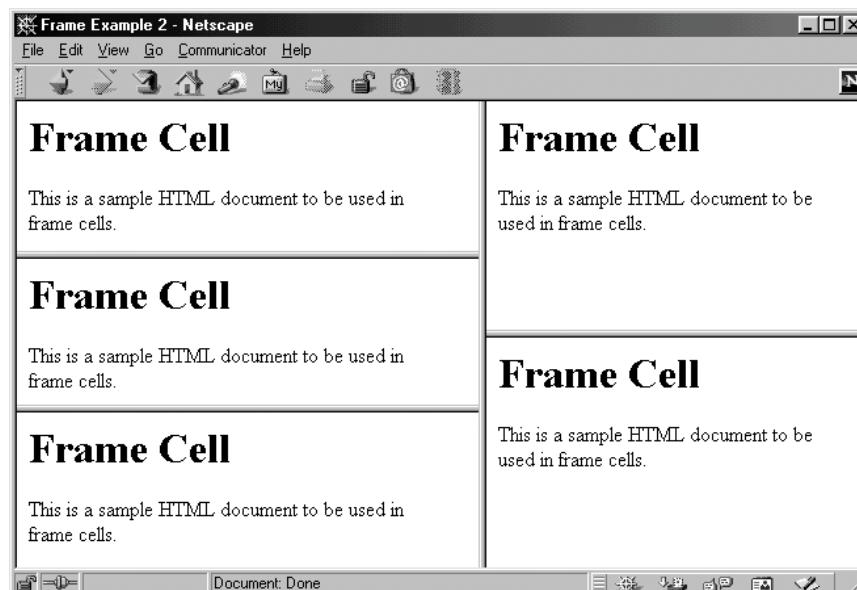 Frame Example 2 - Netscape
File Edit View Go Communicator Help
My
N
Frame Cell
This is a sample HTML document to be used in
frame cells.
Frame Cell
This is a sample HTML document to be used in
frame cells.
Frame Cell
This is a sample HTML document to be used in
frame cells.
Frame Cell
This is a sample HTML document to be
used in frame cells.
Frame Cell
This is a sample HTML document to be
used in frame cells.
Document: Done